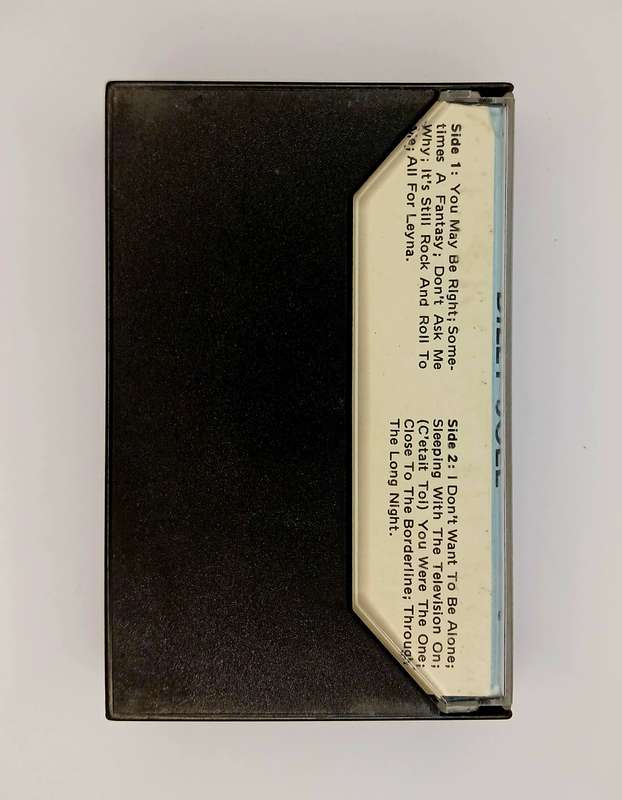 Side 1: You May Be Right; Some-
times A Fantasy; Don't Ask Me
Why; It's Still Rock And Roll To
Me; All For Leyna.
Side 2: I Don't Want To Be Alone;
Sleeping With The Television On;
(C'etait Toi) You Were The One;
Close To The Borderline; Through
The Long Night.
BILLY JOEL